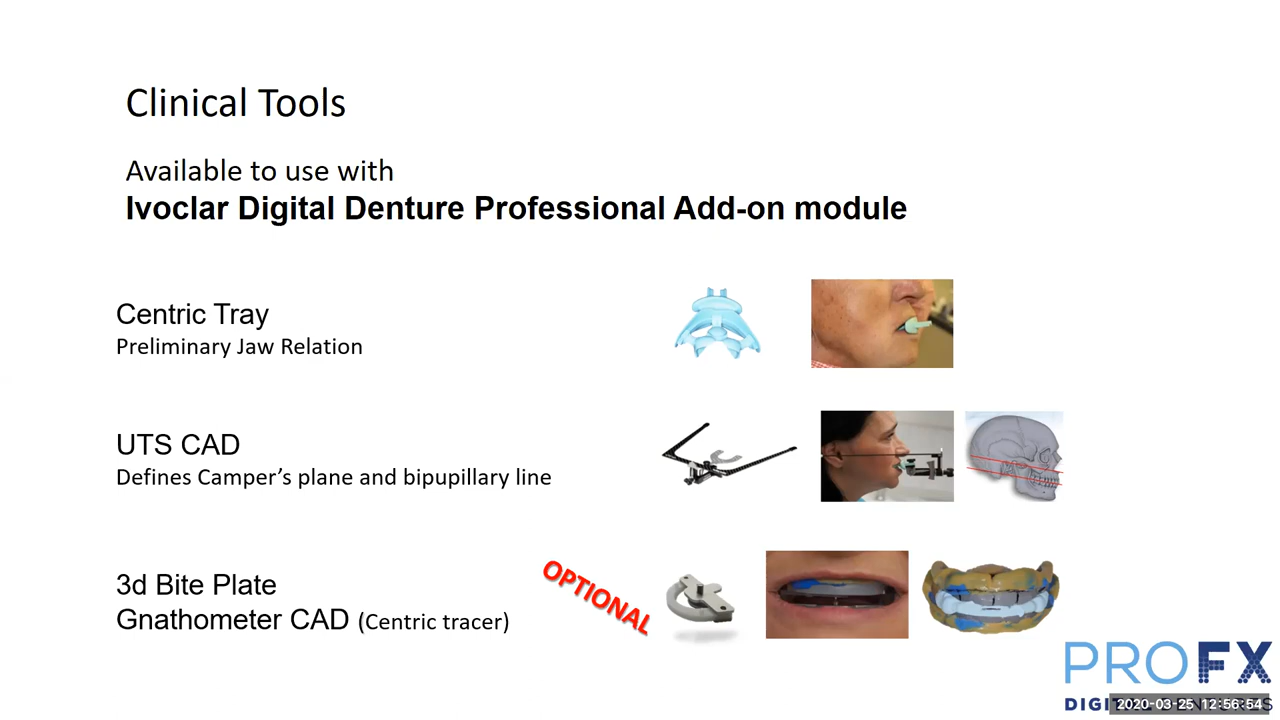 Clinical Tools
Available to use with
Ivoclar Digital Denture Professional Add-on module
Centric Tray
Preliminary Jaw Relation
UTS CAD
Defines Camper’s plane and bipupillary line
3d Bite Plate
Gnathometer CAD (Centric tracer)
OPTIONAL
PROFX
2020-03-25 12:56:54